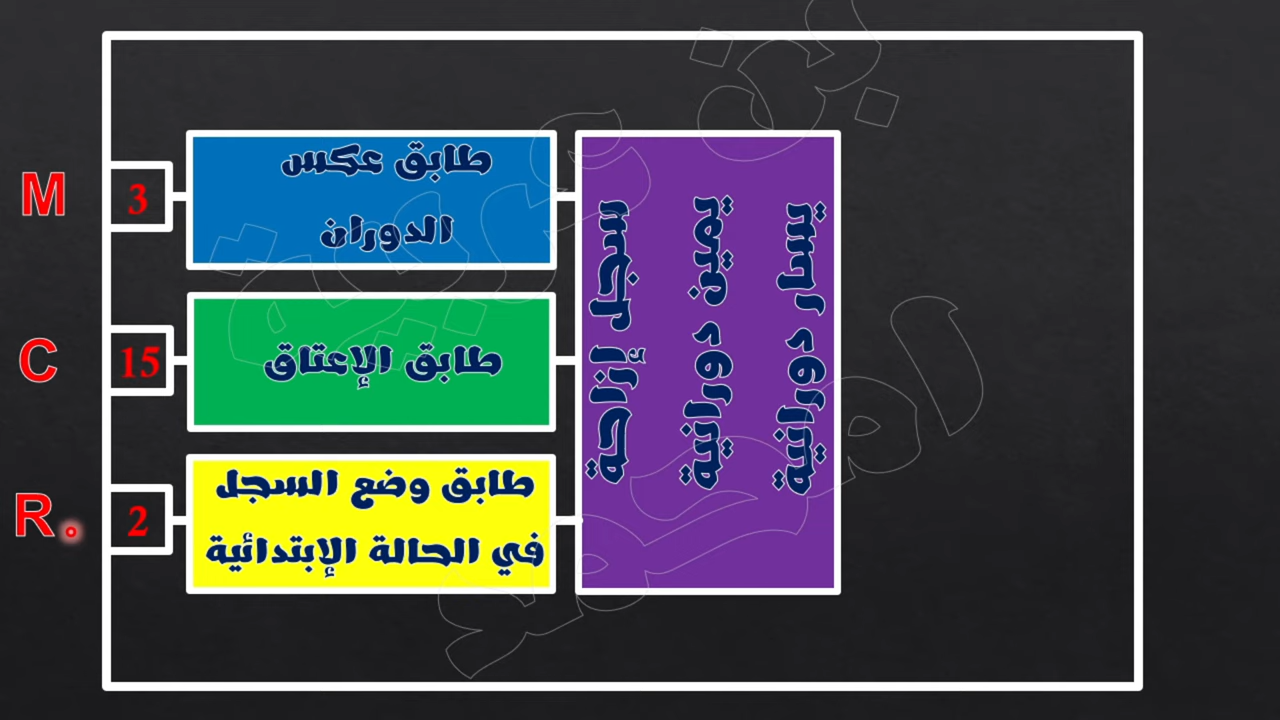 M
3
طابق عكس
الدوران
C
15
طابق الإعتاق
R
2
طابق وضع السجل
في الحالة الإبتدائية
سجل إزاحة
يمين دورانية
يسار دورانية